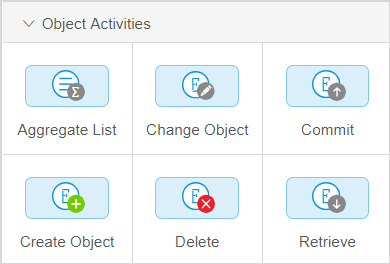 Object Activities
Aggregate List
Change Object
Commit
Create Object
Delete
Retrieve